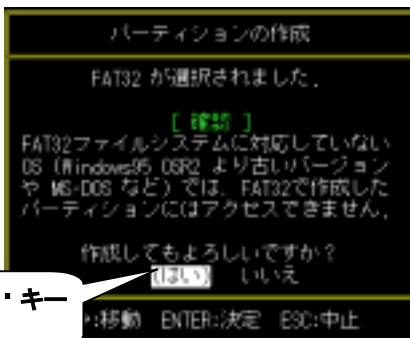 パーティションの作成
FAT32 が選択されました.
[ 確認 ]
FAT32ファイルシステムに対応していない
OS (Windows95 OSR2 より古いバージョン
や MS-DOS など) では、FAT32で作成した
パーティションにはアクセスできません.
作成してもよろしいですか?
(はい) いいえ
・キー
:移動 ENTER:決定 ESC:中止